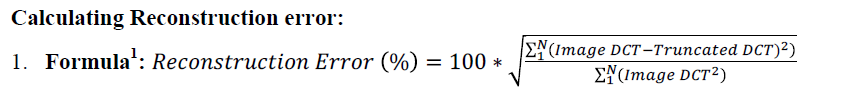 Calculating Reconstruction error:
1. Formula¹: Reconstruction Error (%) = 100 * √(Σ₁ᴺ(Image DCT−Truncated DCT)²) / Σ₁ᴺ(Image DCT²))